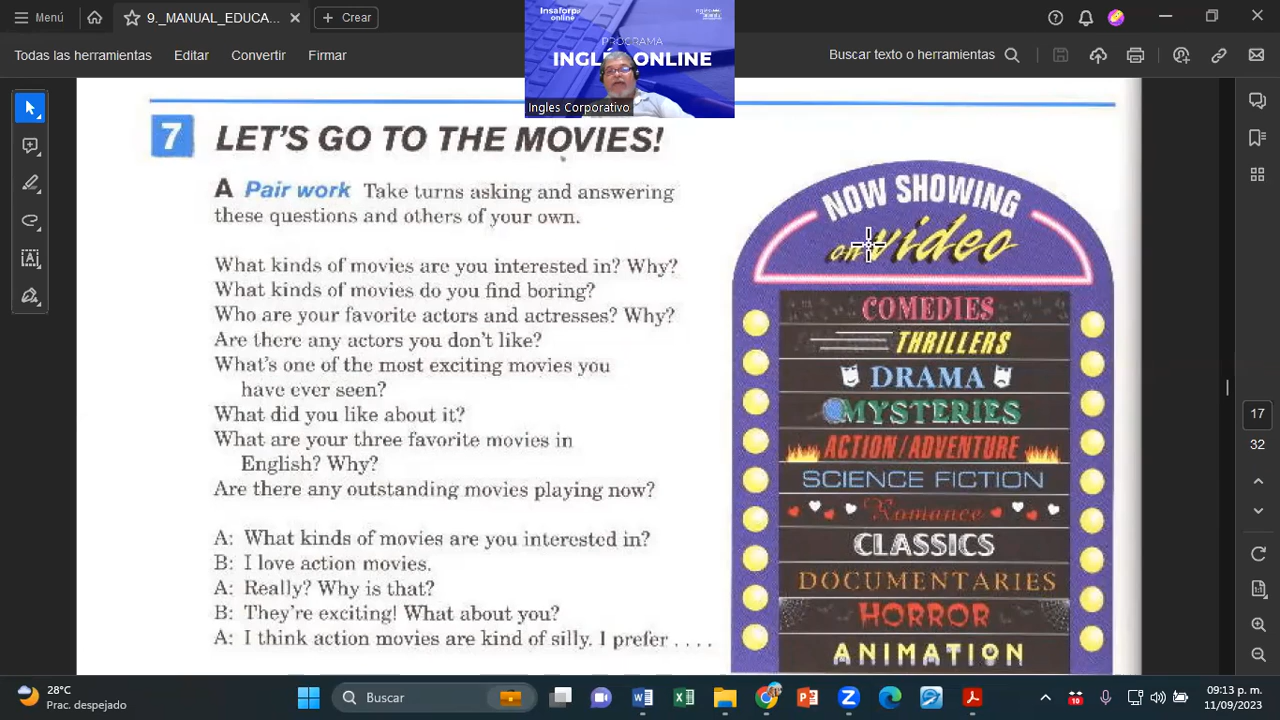 Menú
9._MANUAL_EDUCA...
Crear
Todas las herramientas
Editar
Convertir
Firmar
Buscar texto o herramientas
Insaforp
online
PROGRAMA
INGLÉS ONLINE
Ingles Corporativo
7 LET'S GO TO THE MOVIES!
A Pair work Take turns asking and answering
these questions and others of your own.
What kinds of movies are you interested in? Why?
What kinds of movies do you find boring?
Who are your favorite actors and actresses? Why?
Are there any actors you don't like?
What's one of the most exciting movies you
have ever seen?
What did you like about it?
What are your three favorite movies in
English? Why?
Are there any outstanding movies playing now?
A: What kinds of movies are you interested in?
B: I love action movies.
A: Really? Why is that?
B: They're exciting! What about you?
A: I think action movies are kind of silly. I prefer . . . .
NOW SHOWING
on video
COMEDIES
THRILLERS
DRAMA
MYSTERIES
ACTION/ADVENTURE
SCIENCE FICTION
Romance
CLASSICS
DOCUMENTARIES
HORROR
ANIMATION
17
32
28°C
Prc. despejado
Buscar
10
09:13 p. m.
11/09/2023